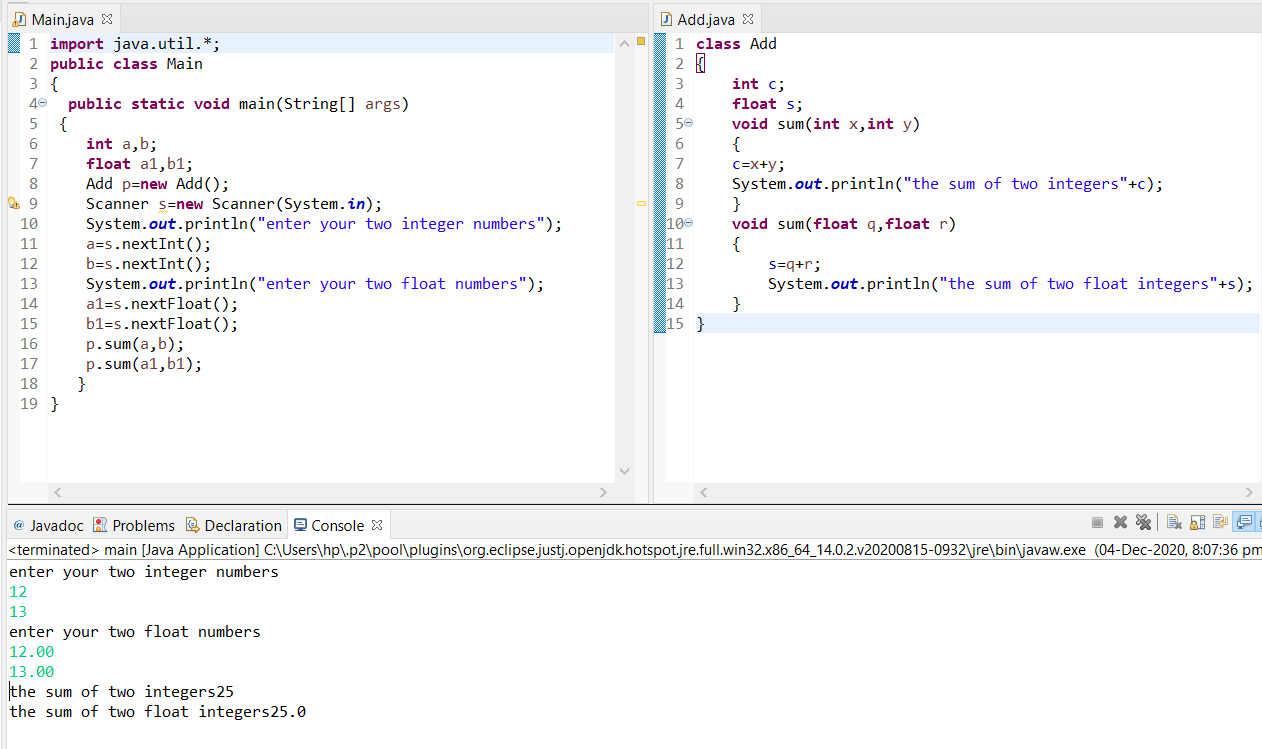 Main.java
1 import java.util.*;
2 public class Main
3 {
4 public static void main(String[] args)
5 {
6 int a,b;
7 float a1,b1;
8 Add p=new Add();
9 Scanner s=new Scanner(System.in);
10 System.out.println("enter your two integer numbers");
11 a=s.nextInt();
12 b=s.nextInt();
13 System.out.println("enter your two float numbers");
14 a1=s.nextFloat();
15 b1=s.nextFloat();
16 p.sum(a,b);
17 p.sum(a1,b1);
18 }
19 }
Add.java
1 class Add
2 {
3 int c;
4 float s;
5 void sum(int x,int y)
6 {
7 c=x+y;
8 System.out.println("the sum of two integers"+c);
9 }
10 void sum(float q,float r)
11 {
12 s=q+r;
13 System.out.println("the sum of two float integers"+s);
14 }
15 }
@ Javadoc Problems Declaration Console
<terminated> main [Java Application] C:\Users\hp\.p2\pool\plugins\org.eclipse.justj.openjdk.hotspot.jre.full.win32.x86_64_14.0.2.v20200815-0932\jre\bin\javaw.exe (04-Dec-2020, 8:07:36 pm
enter your two integer numbers
12
13
enter your two float numbers
12.00
13.00
the sum of two integers25
the sum of two float integers25.0